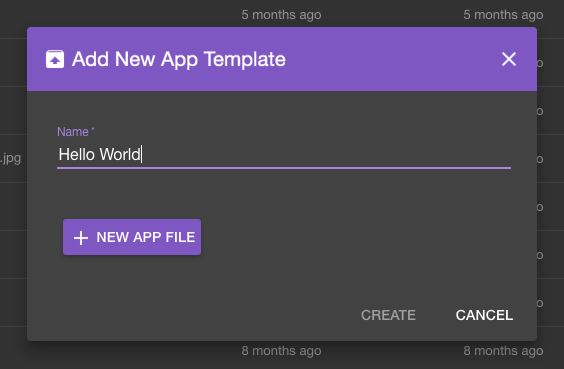 5 months ago 5 months ago
Add New App Template
o
o
Name *
.jpg
Hello World
o
o
+ NEW APP FILE
o
o
o
CREATE CANCEL
8 months ago 8 months ago